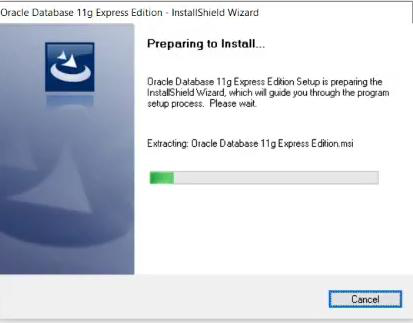 Oracle Database 11g Express Edition - InstallShield Wizard
Preparing to Install...
Oracle Database 11g Express Edition Setup is preparing the
InstallShield Wizard, which will guide you through the program
setup process. Please wait.
Extracting: Oracle Database 11g Express Edition.msi
Cancel